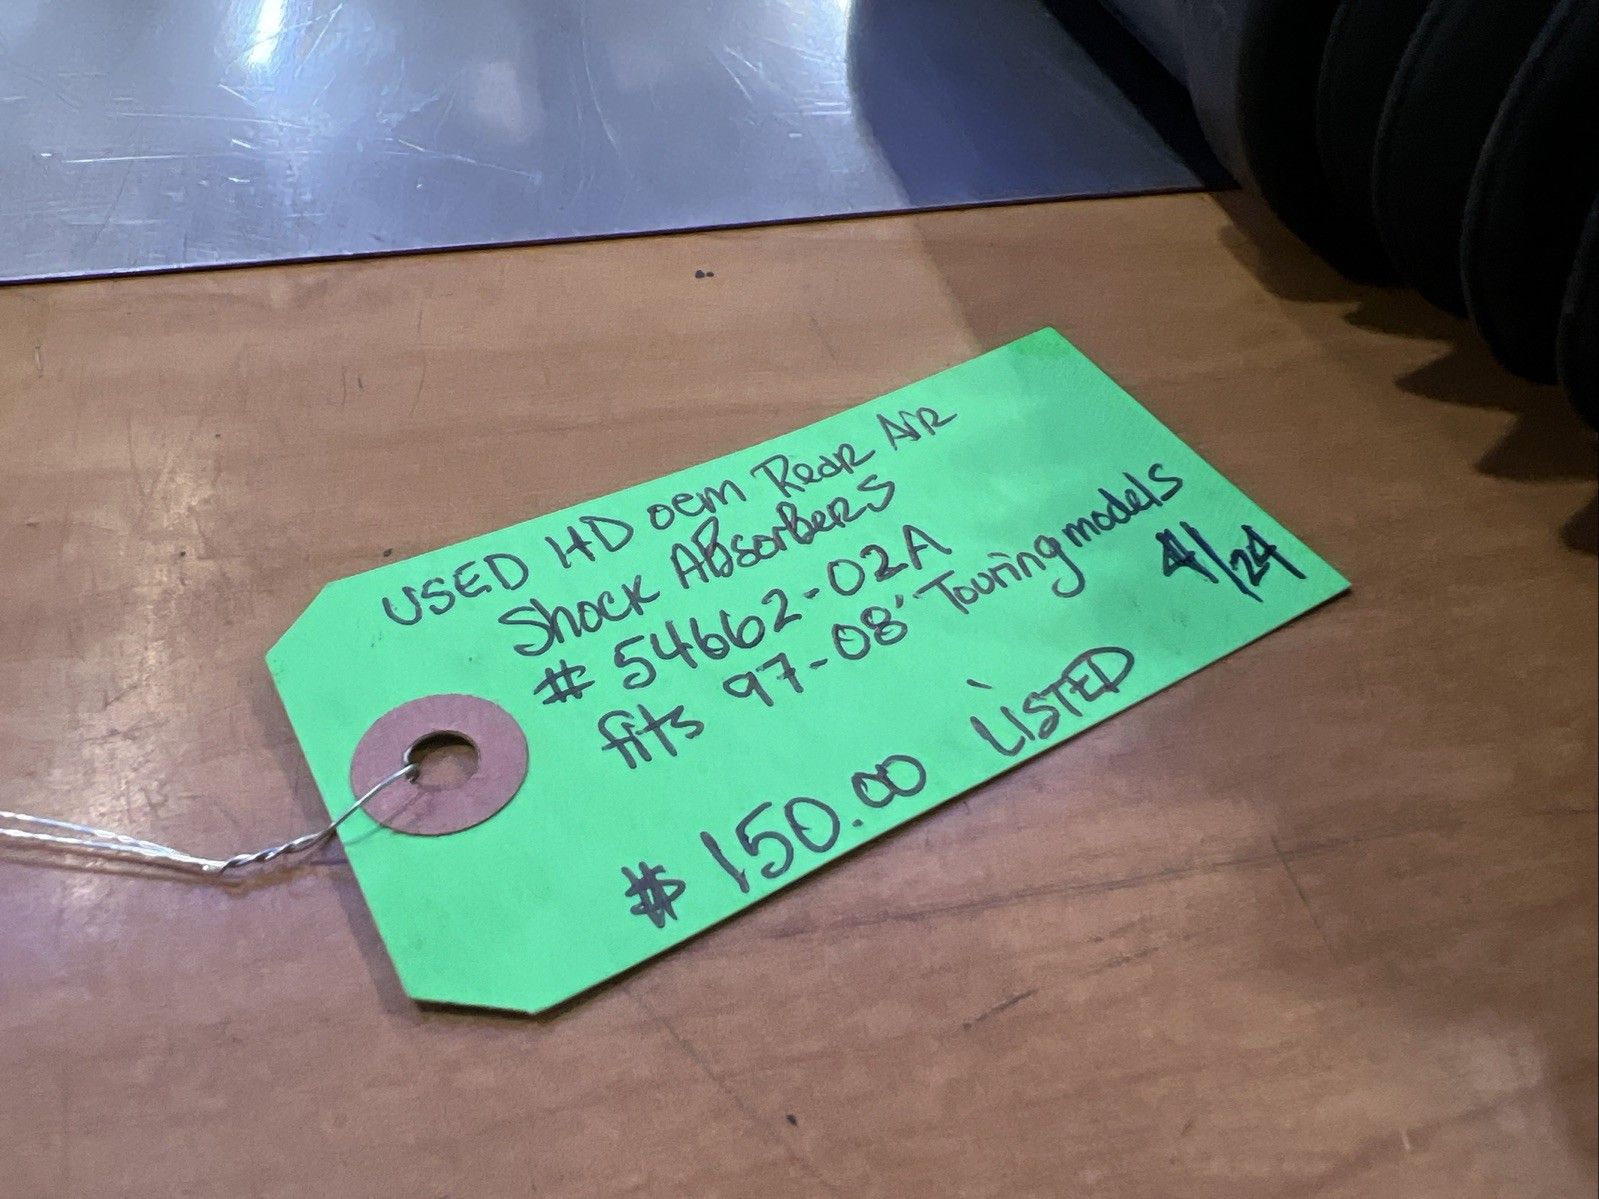 USED HD oem Rear Air
Shock Absorbers
# 54662-02A
fits 97-08' Touring models
4/24
$ 150.00 LISTED